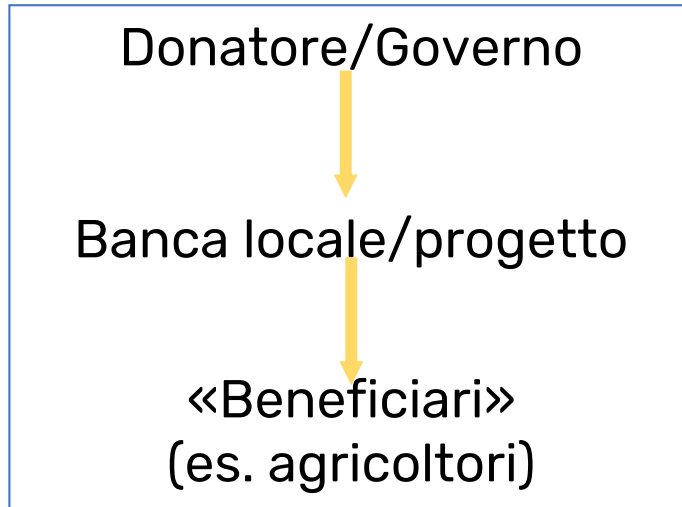 Donatore/Governo
Banca locale/progetto
«Beneficiari»
(es. agricoltori)